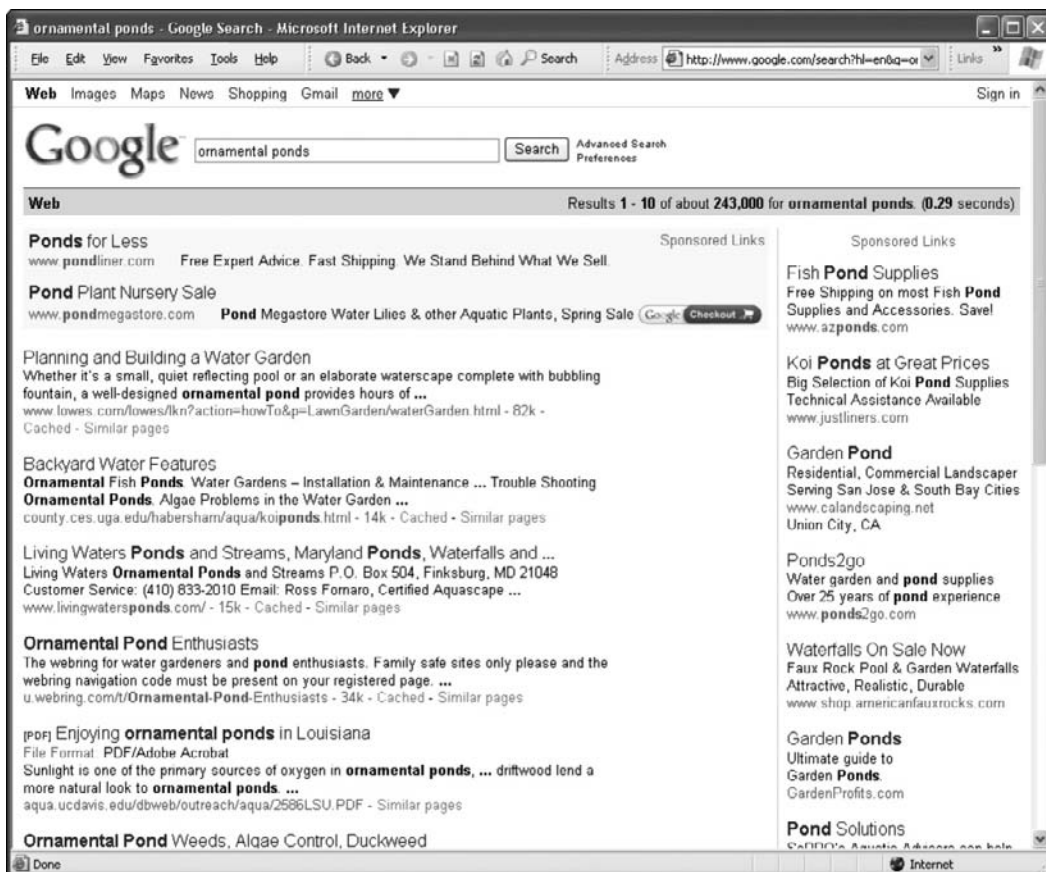 ornamental ponds - Google Search - Microsoft Internet Explorer
File Edit View Favorites Tools Help Back Search Address http://www.google.com/search?hl=en&q=or Links »
Web Images Maps News Shopping Gmail more ▼ Sign in
Google ornamental ponds Search Advanced Search
Preferences
Web Results 1 - 10 of about 243,000 for ornamental ponds. (0.29 seconds)
Ponds for Less Sponsored Links
www.pondliner.com Free Expert Advice. Fast Shipping. We Stand Behind What We Sell.
Pond Plant Nursery Sale
www.pondmegastore.com Pond Megastore Water Lilies & other Aquatic Plants, Spring Sale Google Checkout
Planning and Building a Water Garden
Whether it's a small, quiet reflecting pool or an elaborate waterscape complete with bubbling
fountain, a well-designed ornamental pond provides hours of ...
www.lowes.com/lowes/lkn?action=howTo&p=LawnGarden/waterGarden.html - 82k -
Cached - Similar pages
Backyard Water Features
Ornamental Fish Ponds. Water Gardens – Installation & Maintenance ... Trouble Shooting
Ornamental Ponds. Algae Problems in the Water Garden ...
county.ces.uga.edu/habersham/aqua/koiponds.html - 14k - Cached - Similar pages
Living Waters Ponds and Streams, Maryland Ponds, Waterfalls and ...
Living Waters Ornamental Ponds and Streams P.O. Box 504, Finksburg, MD 21048
Customer Service: (410) 833-2010 Email: Ross Fornaro, Certified Aquascape ...
www.livingwatersponds.com/ - 15k - Cached - Similar pages
Ornamental Pond Enthusiasts
The webring for water gardeners and pond enthusiasts. Family safe sites only please and the
webring navigation code must be present on your registered page. ...
u.webring.com/t/Ornamental-Pond-Enthusiasts - 34k - Cached - Similar pages
[PDF] Enjoying ornamental ponds in Louisiana
File Format PDF/Adobe Acrobat
Sunlight is one of the primary sources of oxygen in ornamental ponds, ... driftwood lend a
more natural look to ornamental ponds. ...
aqua.ucdavis.edu/dbweb/outreach/aqua/2586LSU.PDF - Similar pages
Ornamental Pond Weeds, Algae Control, Duckweed
Sponsored Links
Fish Pond Supplies
Free Shipping on most Fish Pond
Supplies and Accessories. Save!
www.azponds.com
Koi Ponds at Great Prices
Big Selection of Koi Pond Supplies
Technical Assistance Available
www.justliners.com
Garden Pond
Residential, Commercial Landscaper
Serving San Jose & South Bay Cities
www.calandscaping.net
Union City, CA
Ponds2go
Water garden and pond supplies
Over 25 years of pond experience
www.ponds2go.com
Waterfalls On Sale Now
Faux Rock Pool & Garden Waterfalls
Attractive, Realistic, Durable
www.shop.americanfauxrocks.com
Garden Ponds
Ultimate guide to
Garden Ponds.
GardenProfits.com
Pond Solutions
Aquatic Advisors can help
Done Internet